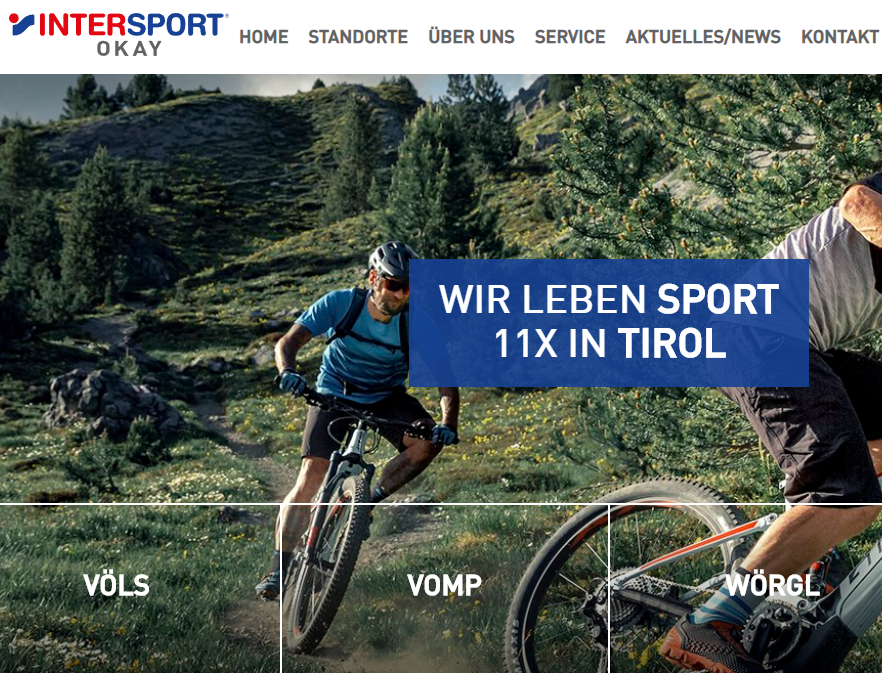 INTERSPORT®
OKAY
HOME STANDORTE ÜBER UNS SERVICE AKTUELLES/NEWS KONTAKT
WIR LEBEN SPORT
11X IN TIROL
VÖLS VOMP WÖRGL